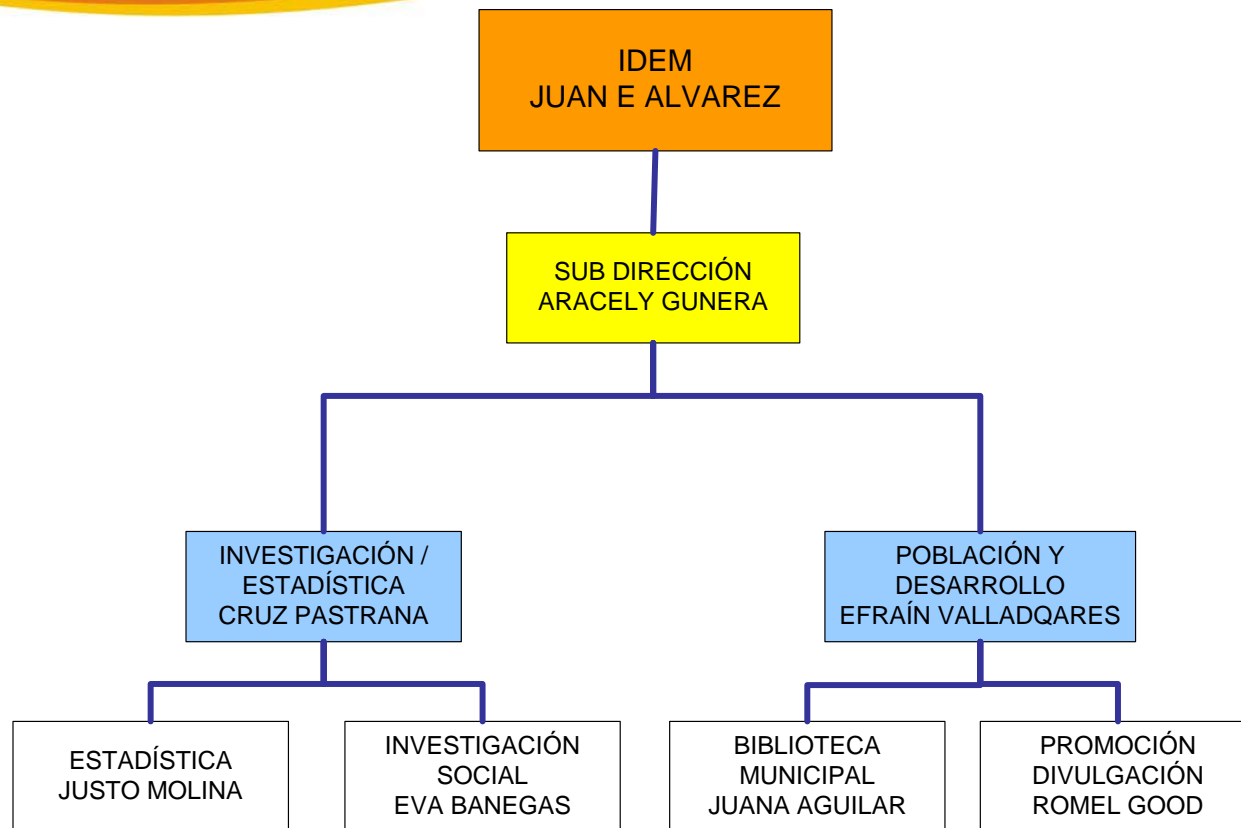 IDEM
JUAN E ALVAREZ
SUB DIRECCIÓN
ARACELY GUNERA
INVESTIGACIÓN /
ESTADÍSTICA
CRUZ PASTRANA
POBLACIÓN Y
DESARROLLO
EFRAÍN VALLADQARES
ESTADÍSTICA
JUSTO MOLINA
INVESTIGACIÓN
SOCIAL
EVA BANEGAS
BIBLIOTECA
MUNICIPAL
JUANA AGUILAR
PROMOCIÓN
DIVULGACIÓN
ROMEL GOOD